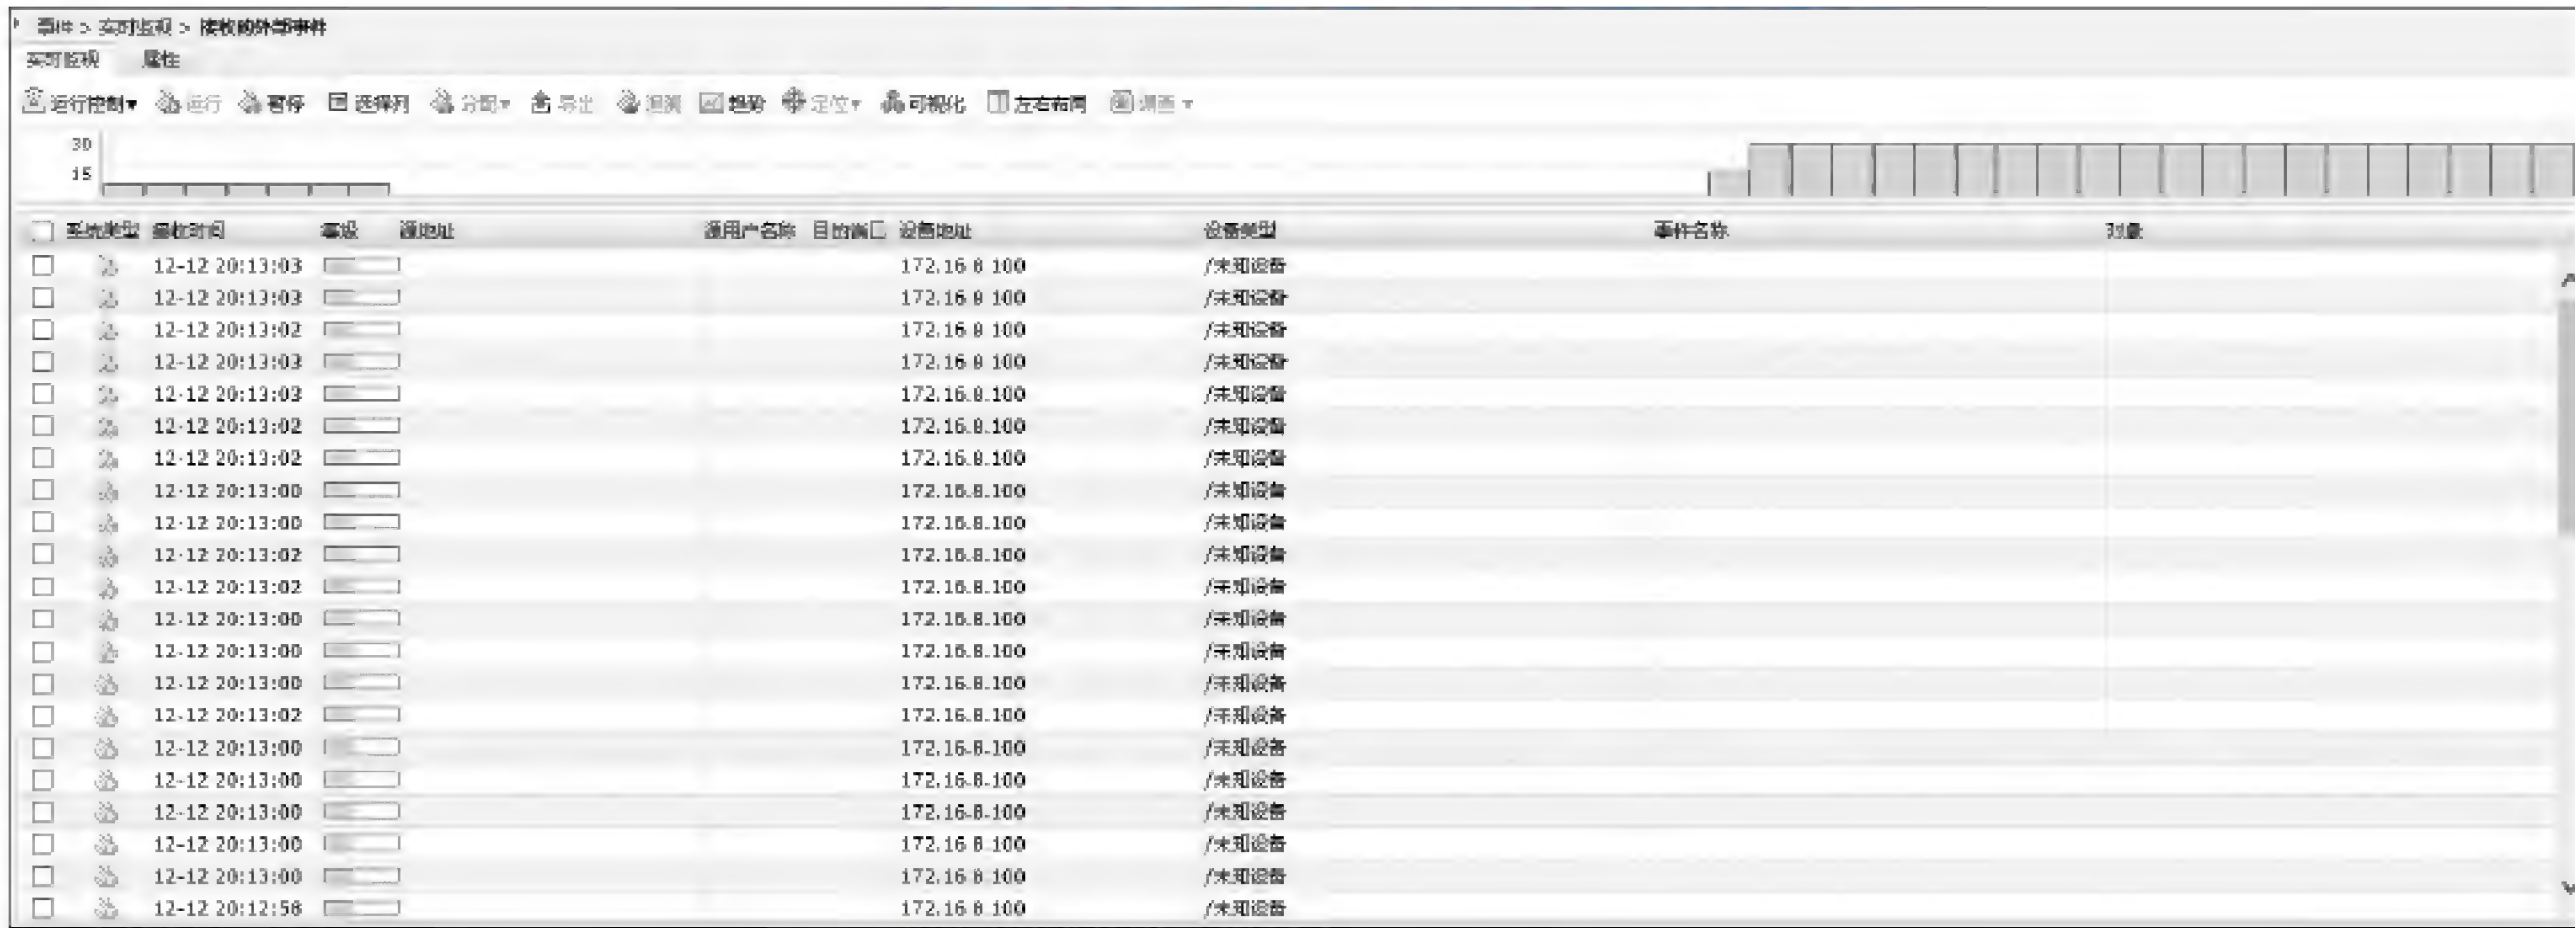 事件 > 实时监视 > 接收的外部事件
实时监视 属性
运行控制 运行 暂停 选择列 分配 导出 追溯 趋势 定位 可视化 左右布局
30
15
系统类型 接收时间 等级 源地址 源用户名称 目的端口 设备地址 设备类型 事件名称 对象
12-12 20:13:03 172.16.8.100 /未知设备
12-12 20:13:03 172.16.8.100 /未知设备
12-12 20:13:02 172.16.8.100 /未知设备
12-12 20:13:03 172.16.8.100 /未知设备
12-12 20:13:03 172.16.8.100 /未知设备
12-12 20:13:02 172.16.8.100 /未知设备
12-12 20:13:02 172.16.8.100 /未知设备
12-12 20:13:00 172.16.8.100 /未知设备
12-12 20:13:00 172.16.8.100 /未知设备
12-12 20:13:02 172.16.8.100 /未知设备
12-12 20:13:02 172.16.8.100 /未知设备
12-12 20:13:00 172.16.8.100 /未知设备
12-12 20:13:00 172.16.8.100 /未知设备
12-12 20:13:00 172.16.8.100 /未知设备
12-12 20:13:02 172.16.8.100 /未知设备
12-12 20:13:00 172.16.8.100 /未知设备
12-12 20:13:00 172.16.8.100 /未知设备
12-12 20:13:00 172.16.8.100 /未知设备
12-12 20:13:00 172.16.8.100 /未知设备
12-12 20:13:00 172.16.8.100 /未知设备
12-12 20:12:58 172.16.8.100 /未知设备